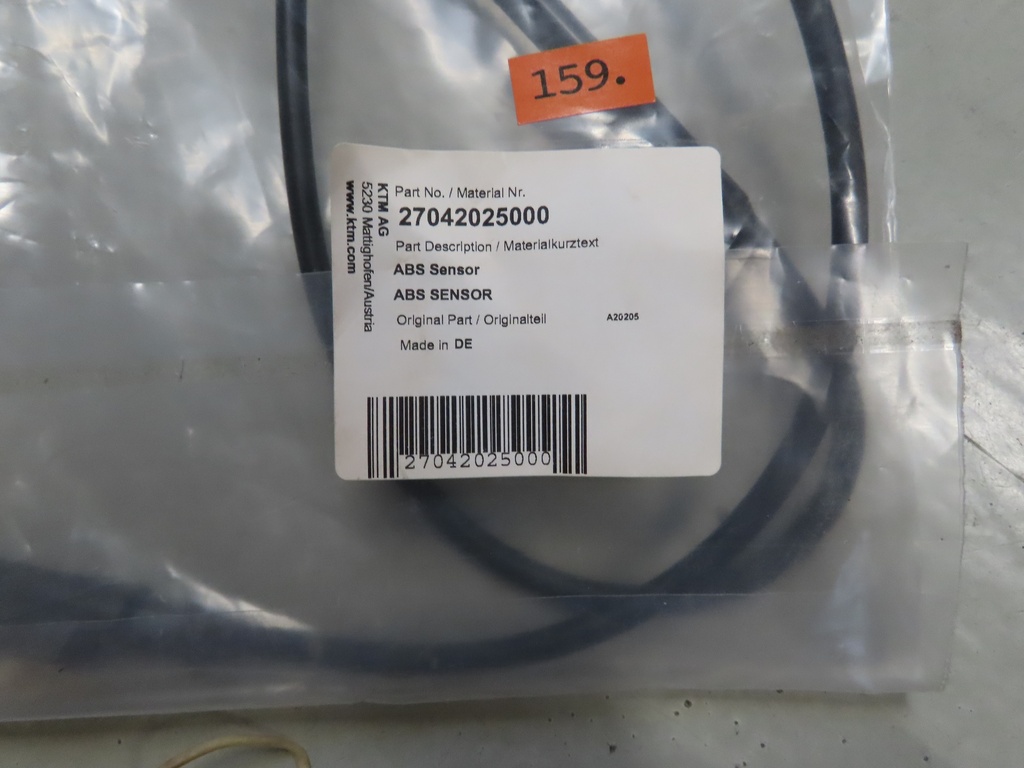 159.
KTM AG
5230 Mattighofen/Austria
www.ktm.com
Part No. / Material Nr.
27042025000
Part Description / Materialkurztext
ABS Sensor
ABS SENSOR
Original Part / Originalteil A20205
Made in DE
27042025000